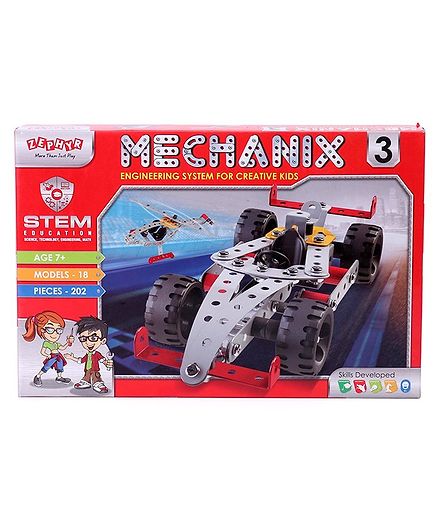 ZEPHYR
More Than Just Play
MECHANIX 3
ENGINEERING SYSTEM FOR CREATIVE KIDS
STEM
EDUCATION
SCIENCE, TECHNOLOGY, ENGINEERING, MATH
AGE 7+
MODELS - 18
PIECES - 202
Skills Developed